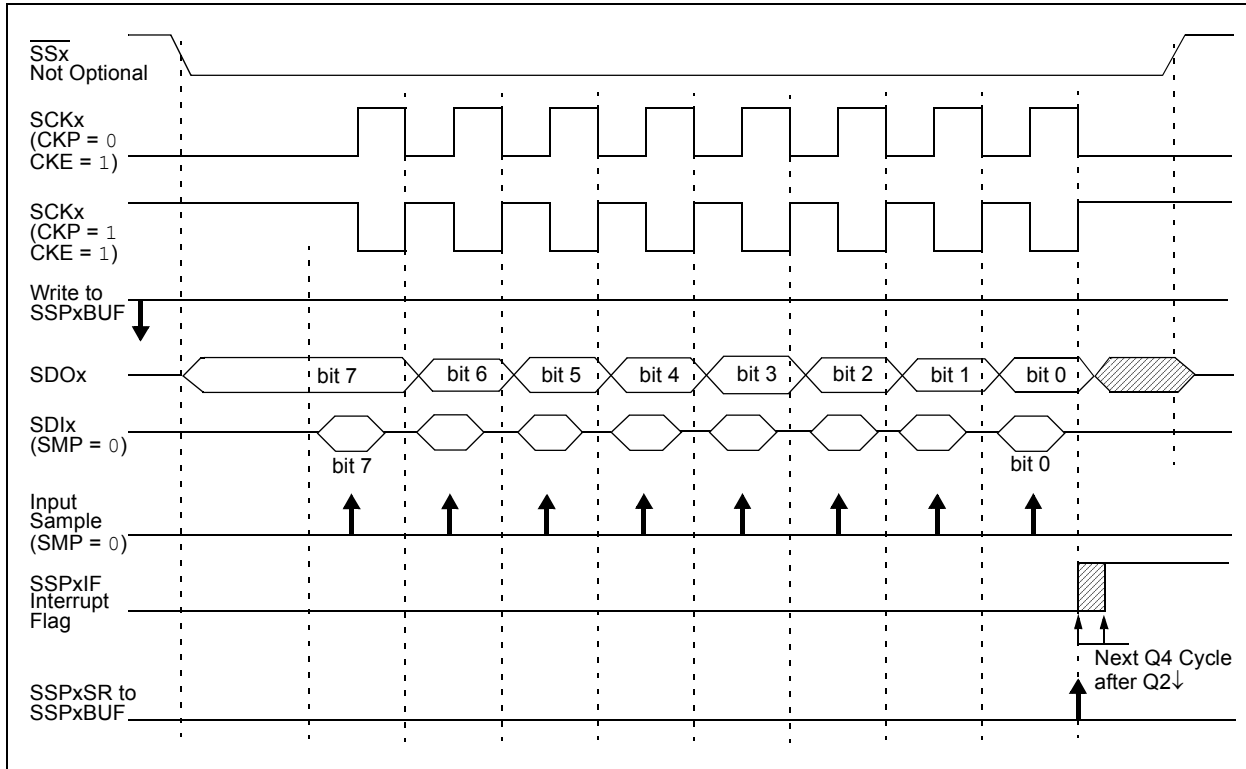 SSx
Not Optional
SCKx
(CKP = 0
CKE = 1)
SCKx
(CKP = 1
CKE = 1)
Write to
SSPxBUF
SDOx
bit 7
bit 6
bit 5
bit 4
bit 3
bit 2
bit 1
bit 0
SDIx
(SMP = 0)
bit 7
bit 0
Input
Sample
(SMP = 0)
SSPxIF
Interrupt
Flag
Next Q4 Cycle
after Q2↓
SSPxSR to
SSPxBUF